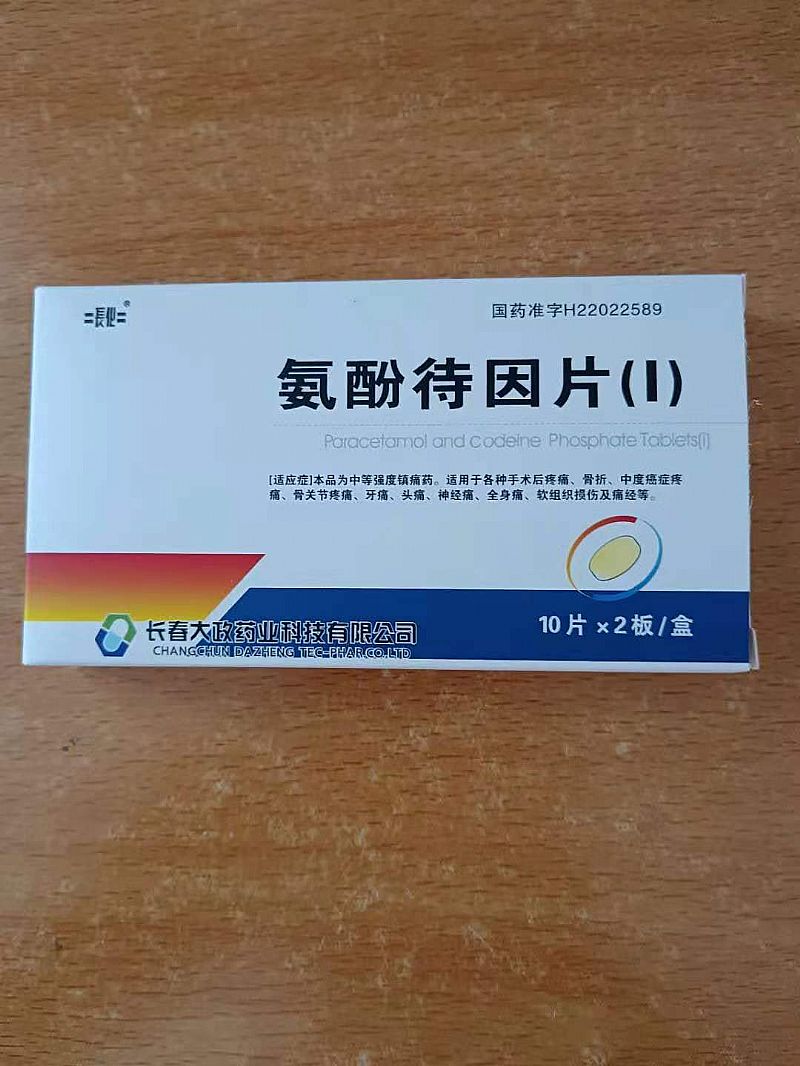 二長化二®
国药准字H22022589
氨酚待因片(I)
Paracetamol and Codeine Phosphate Tablets(I)
[适应症]本品为中等强度镇痛药。适用于各种手术后疼痛、骨折、中度癌症疼
痛、骨关节疼痛、牙痛、头痛、神经痛、全身痛、软组织损伤及痛经等。
长春大政药业科技有限公司
CHANGCHUN DAZHENG TEC-PHAR.CO.LTD
10片×2板/盒